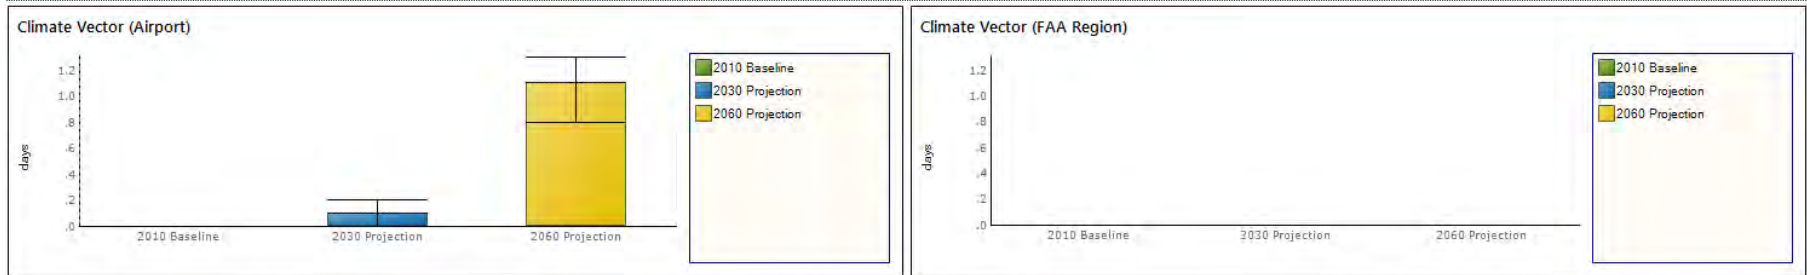 Climate Vector (Airport)
1.2
1.0
.8
.6
.4
.2
.0
days
2010 Baseline
2030 Projection
2060 Projection
2010 Baseline
2030 Projection
2060 Projection
Climate Vector (FAA Region)
1.2
1.0
.8
.6
.4
.2
.0
days
2010 Baseline
2030 Projection
2060 Projection
2010 Baseline
2030 Projection
2060 Projection